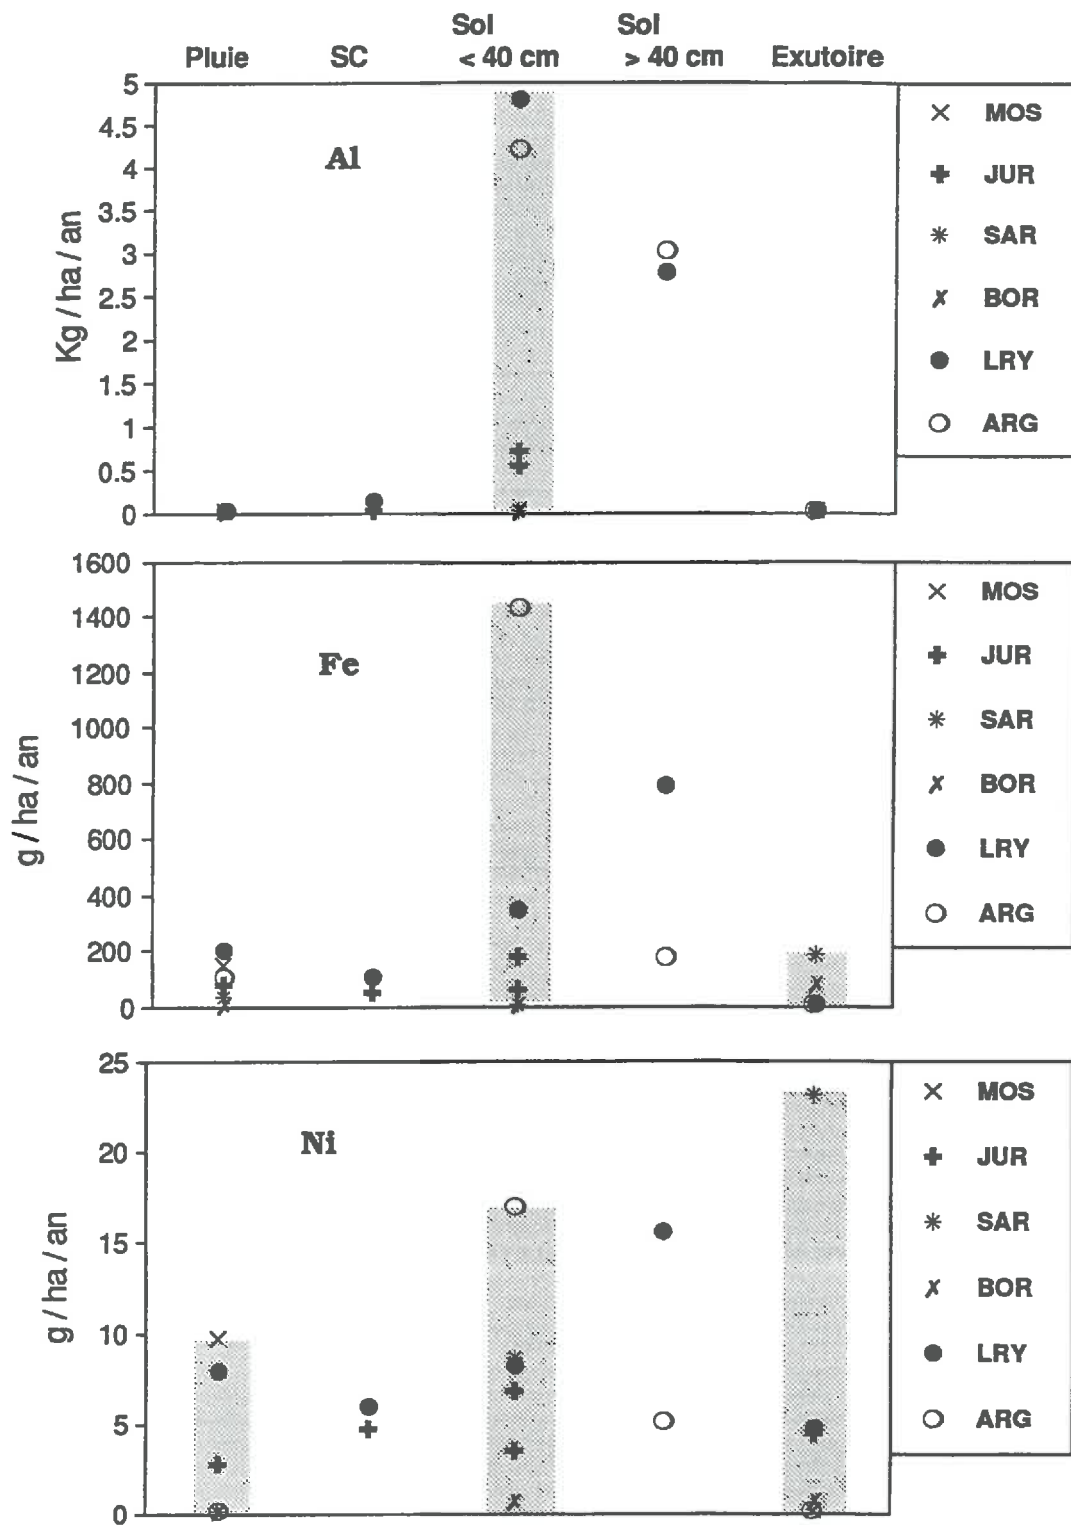 Pluie SC Sol < 40 cm Sol > 40 cm Exutoire
Al
Kg / ha / an
5
4.5
4
3.5
3
2.5
2
1.5
1
0.5
0
MOS
JUR
SAR
BOR
LRY
ARG
Fe
g / ha / an
1600
1400
1200
1000
800
600
400
200
0
MOS
JUR
SAR
BOR
LRY
ARG
Ni
g / ha / an
25
20
15
10
5
0
MOS
JUR
SAR
BOR
LRY
ARG